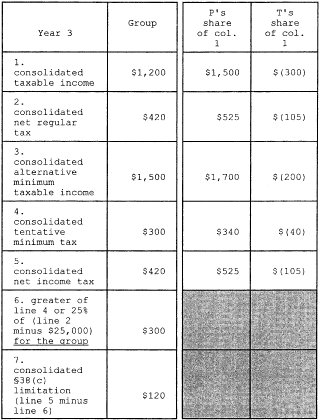 Year 3
Group
P's
share
of col.
1
T's
share
of col.
1
1.
consolidated
taxable income
$1,200
$1,500
$(300)
2.
consolidated
net regular
tax
$420
$525
$(105)
3.
consolidated
alternative
minimum
taxable income
$1,500
$1,700
$(200)
4.
consolidated
tentative
minimum tax
$300
$340
$(40)
5.
consolidated
net income tax
$420
$525
$(105)
6. greater of
line 4 or 25%
of (line 2
minus $25,000)
for the group
$300
7.
consolidated
§38(c)
limitation
(line 5 minus
line 6)
$120